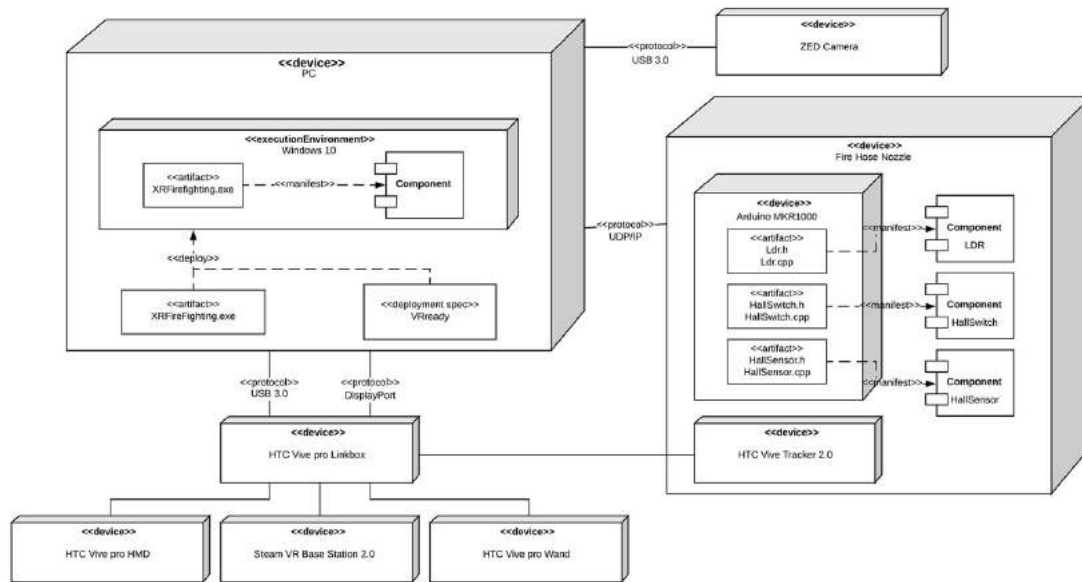 <<device>>
PC
<<executionEnvironment>>
Windows 10
<<artifact>>
XRFirefighting.exe
<<manifest>>
Component
<<deploy>>
<<artifact>>
XRFireFighting.exe
<<deployment spec>>
VRready
<<protocol>>
USB 3.0
<<device>>
ZED Camera
<<protocol>>
UDP/IP
<<device>>
Fire Hose Nozzle
<<device>>
Arduino MKR1000
<<artifact>>
Ldr.h
Ldr.cpp
<<manifest>>
Component
LDR
<<artifact>>
HallSwitch.h
HallSwitch.cpp
<<manifest>>
Component
HallSwitch
<<artifact>>
HallSensor.h
HallSensor.cpp
<<manifest>>
Component
HallSensor
<<device>>
HTC Vive Tracker 2.0
<<protocol>>
USB 3.0
<<protocol>>
DisplayPort
<<device>>
HTC Vive pro Linkbox
<<device>>
HTC Vive pro HMD
<<device>>
Steam VR Base Station 2.0
<<device>>
HTC Vive pro Wand